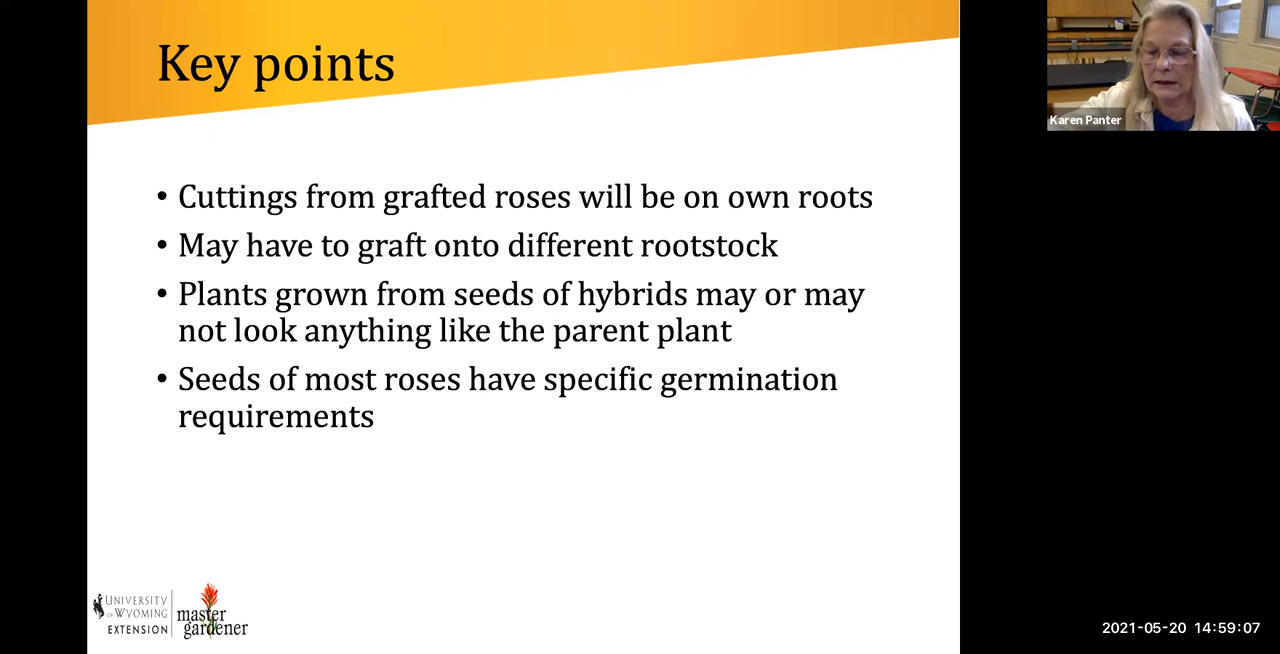 Key points
• Cuttings from grafted roses will be on own roots
• May have to graft onto different rootstock
• Plants grown from seeds of hybrids may or may
not look anything like the parent plant
• Seeds of most roses have specific germination
requirements
Karen Panter
UNIVERSITY
OF WYOMING
EXTENSION
master
gardener
2021-05-20 14:59:07